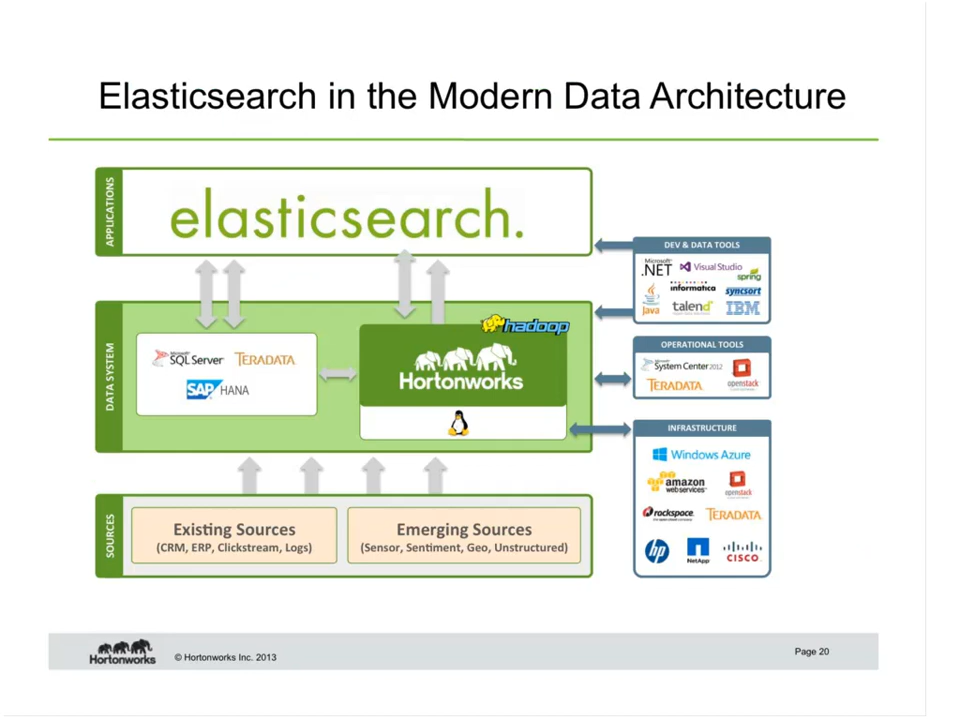 Elasticsearch in the Modern Data Architecture
APPLICATIONS
elasticsearch.
DATA SYSTEM
Microsoft SQL Server TERADATA
SAP HANA
hadoop
Hortonworks
SOURCES
Existing Sources
(CRM, ERP, Clickstream, Logs)
Emerging Sources
(Sensor, Sentiment, Geo, Unstructured)
DEV & DATA TOOLS
Microsoft .NET Visual Studio spring
Java informatica syncsort
talend IBM
OPERATIONAL TOOLS
System Center 2012
TERADATA openstack
INFRASTRUCTURE
Windows Azure
amazon web services openstack
rackspace TERADATA
hp NetApp CISCO
Hortonworks © Hortonworks Inc. 2013 Page 20